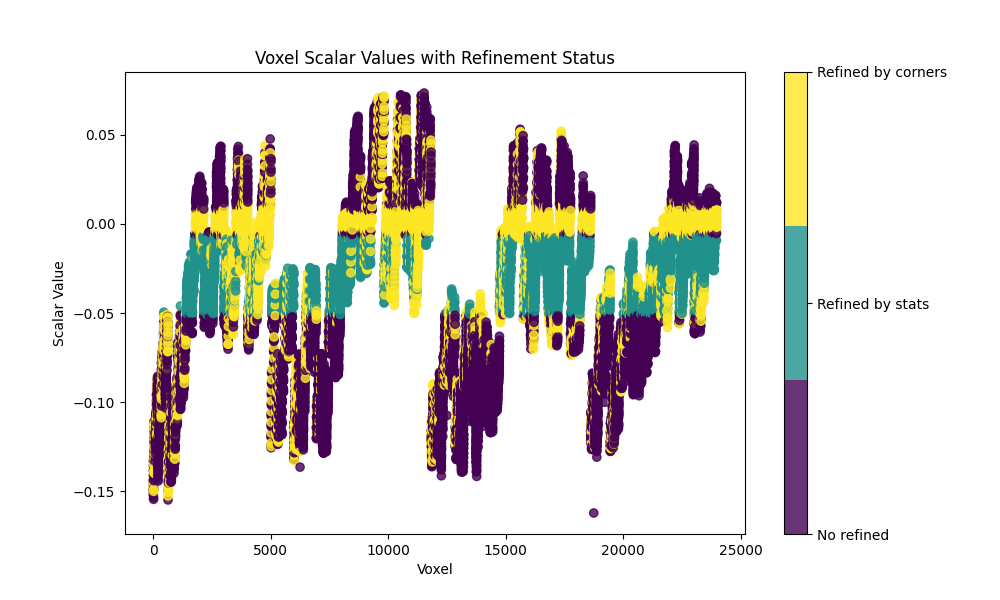 Voxel Scalar Values with Refinement Status
Scalar Value
0.05
0.00
−0.05
−0.10
−0.15
0
5000
10000
15000
20000
25000
Voxel
Refined by corners
Refined by stats
No refined